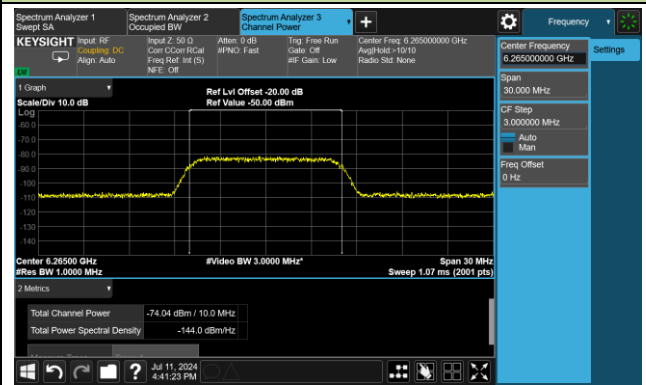 Spectrum Analyzer 1
Swept SA
Spectrum Analyzer 2
Occupied BW
Spectrum Analyzer 3
Channel Power
Frequency
KEYSIGHT
Input: RF
Coupling: DC
Align: Auto
Input Z: 50 Ω
Corr CCorr RCal
Freq Ref: Int (S)
NFE: Off
Atten: 0 dB
#PNO: Fast
Trig: Free Run
Gate: Off
#IF Gain: Low
Center Freq: 6.265000000 GHz
Avg|Hold:>10/10
Radio Std: None
Center Frequency
6.265000000 GHz
Settings
Span
30.000 MHz
CF Step
3.000000 MHz
Auto
Man
Freq Offset
0 Hz
1 Graph
Scale/Div 10.0 dB
Ref Lvl Offset -20.00 dB
Ref Value -50.00 dBm
Log
-60.0
-70.0
-80.0
-90.0
-100
-110
-120
-130
-140
Center 6.26500 GHz
#Video BW 3.0000 MHz*
Span 30 MHz
#Res BW 1.0000 MHz
Sweep 1.07 ms (2001 pts)
2 Metrics
Total Channel Power -74.04 dBm / 10.0 MHz
Total Power Spectral Density -144.0 dBm/Hz
?
Jul 11, 2024
4:41:23 PM